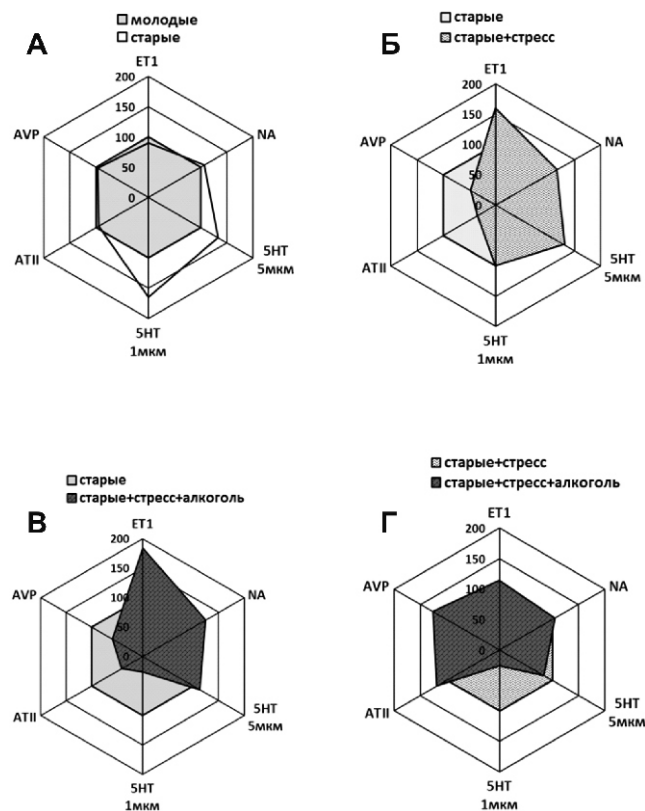 А
молодые
старые
ET1
200
150
100
50
0
AVP
NA
ATII
5HT
5мкм
5HT
1мкм
Б
старые
старые+стресс
ET1
200
150
100
50
0
AVP
NA
ATII
5HT
5мкм
5HT
1мкм
В
старые
старые+стресс+алкоголь
ET1
200
150
100
50
0
AVP
NA
ATII
5HT
5мкм
5HT
1мкм
Г
старые+стресс
старые+стресс+алкоголь
ET1
200
150
100
50
0
AVP
NA
ATII
5HT
5мкм
5HT
1мкм